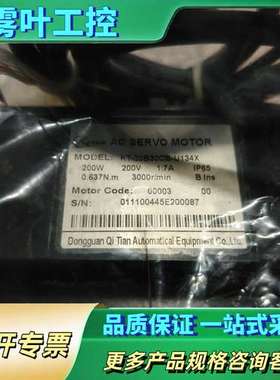 雾叶工控
AC SERVO MOTOR
MODEL:
200W 200V 1.7A IP65
0.637N.m 3000r/min B Ins
Motor Code: 00003 00
S/N: 011100445E200087
Dongguan Qi Tian Automatical Equipment Co.,Ltd.
开专票
品质保证 一站式采
更多产品规格咨询客